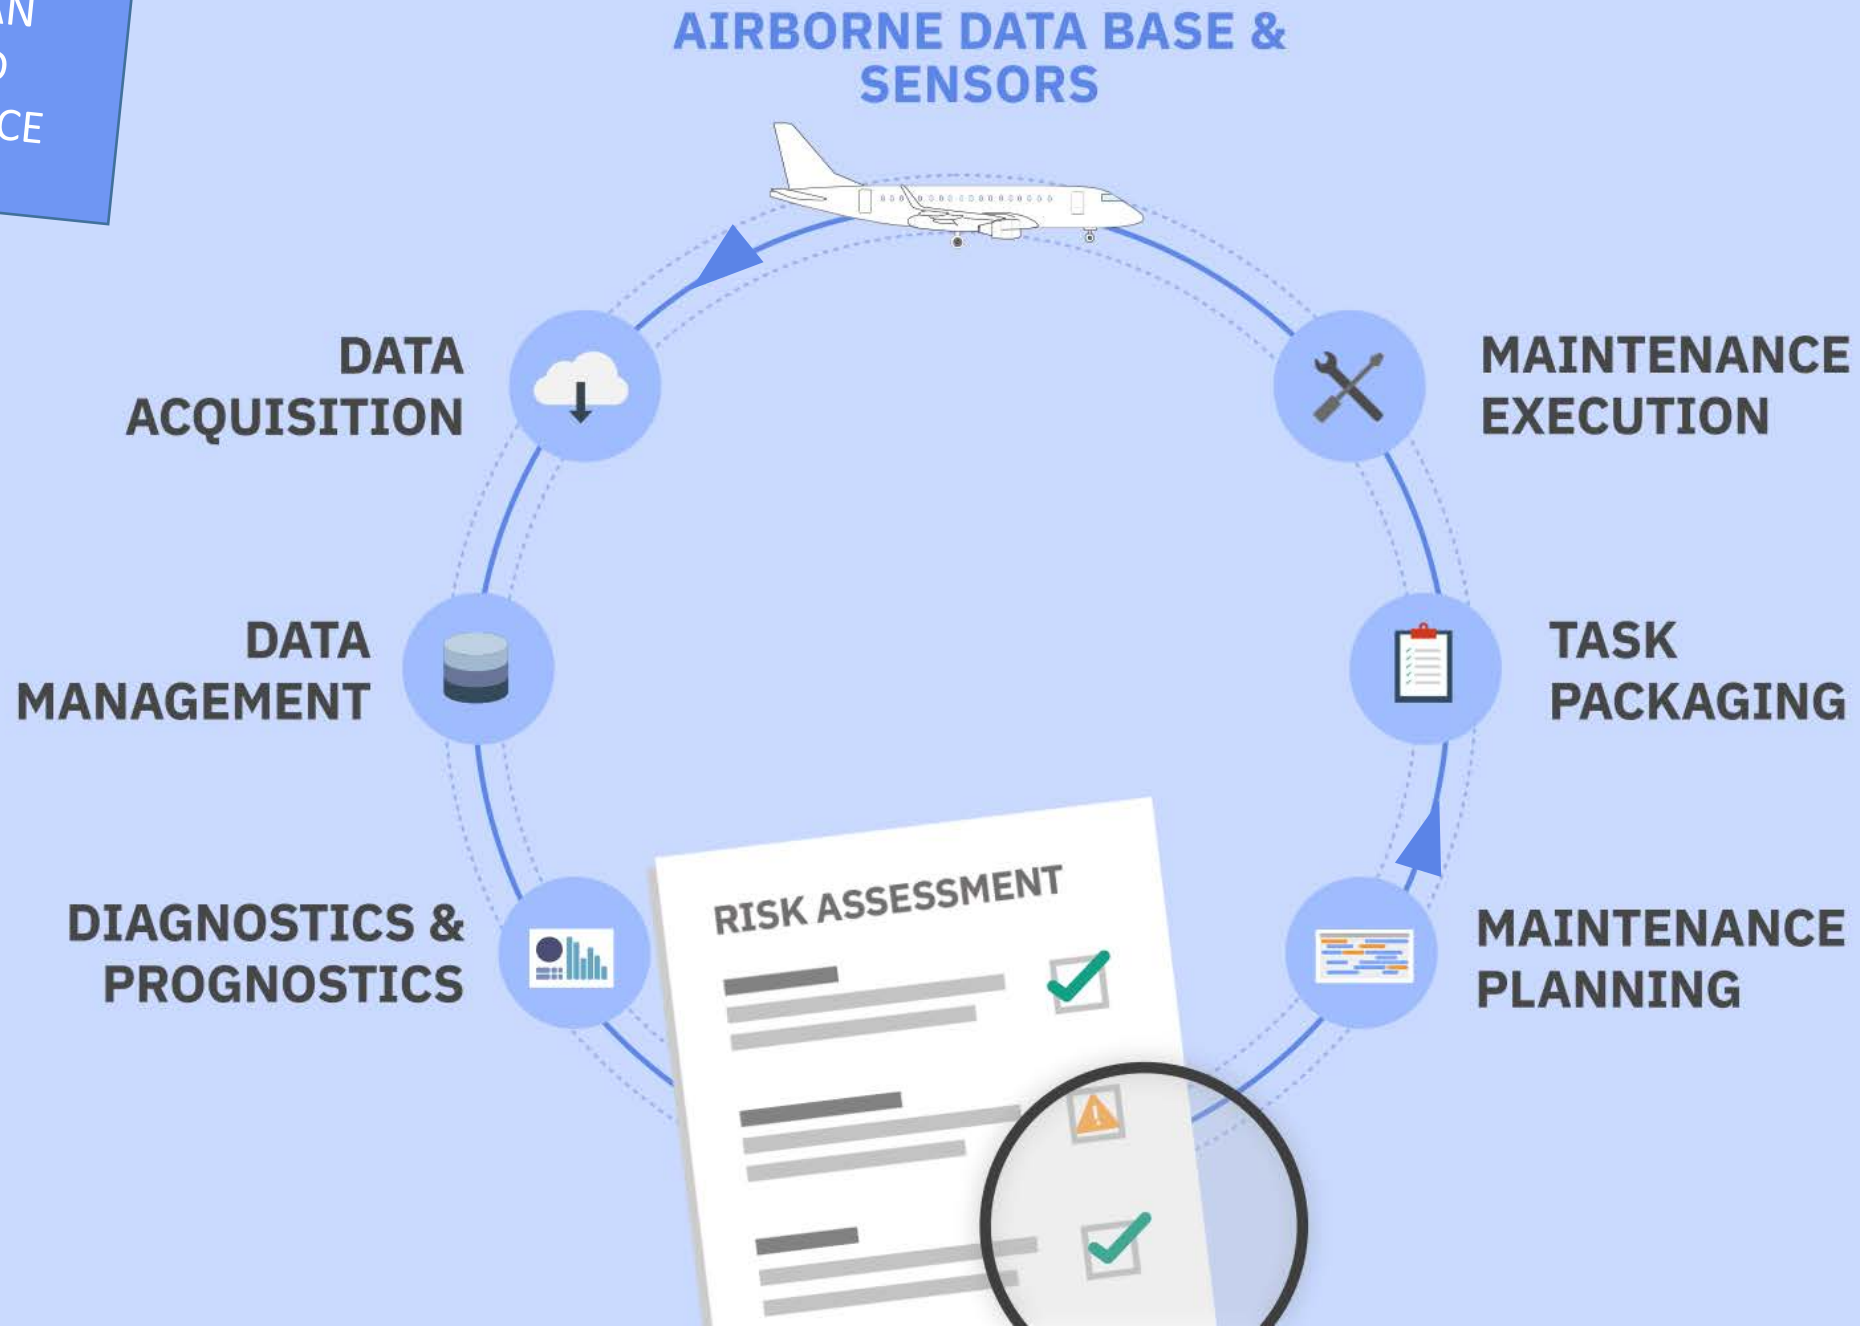 AIRBORNE DATA BASE &
SENSORS
DATA
ACQUISITION
MAINTENANCE
EXECUTION
DATA
MANAGEMENT
TASK
PACKAGING
DIAGNOSTICS &
PROGNOSTICS
RISK ASSESSMENT
MAINTENANCE
PLANNING